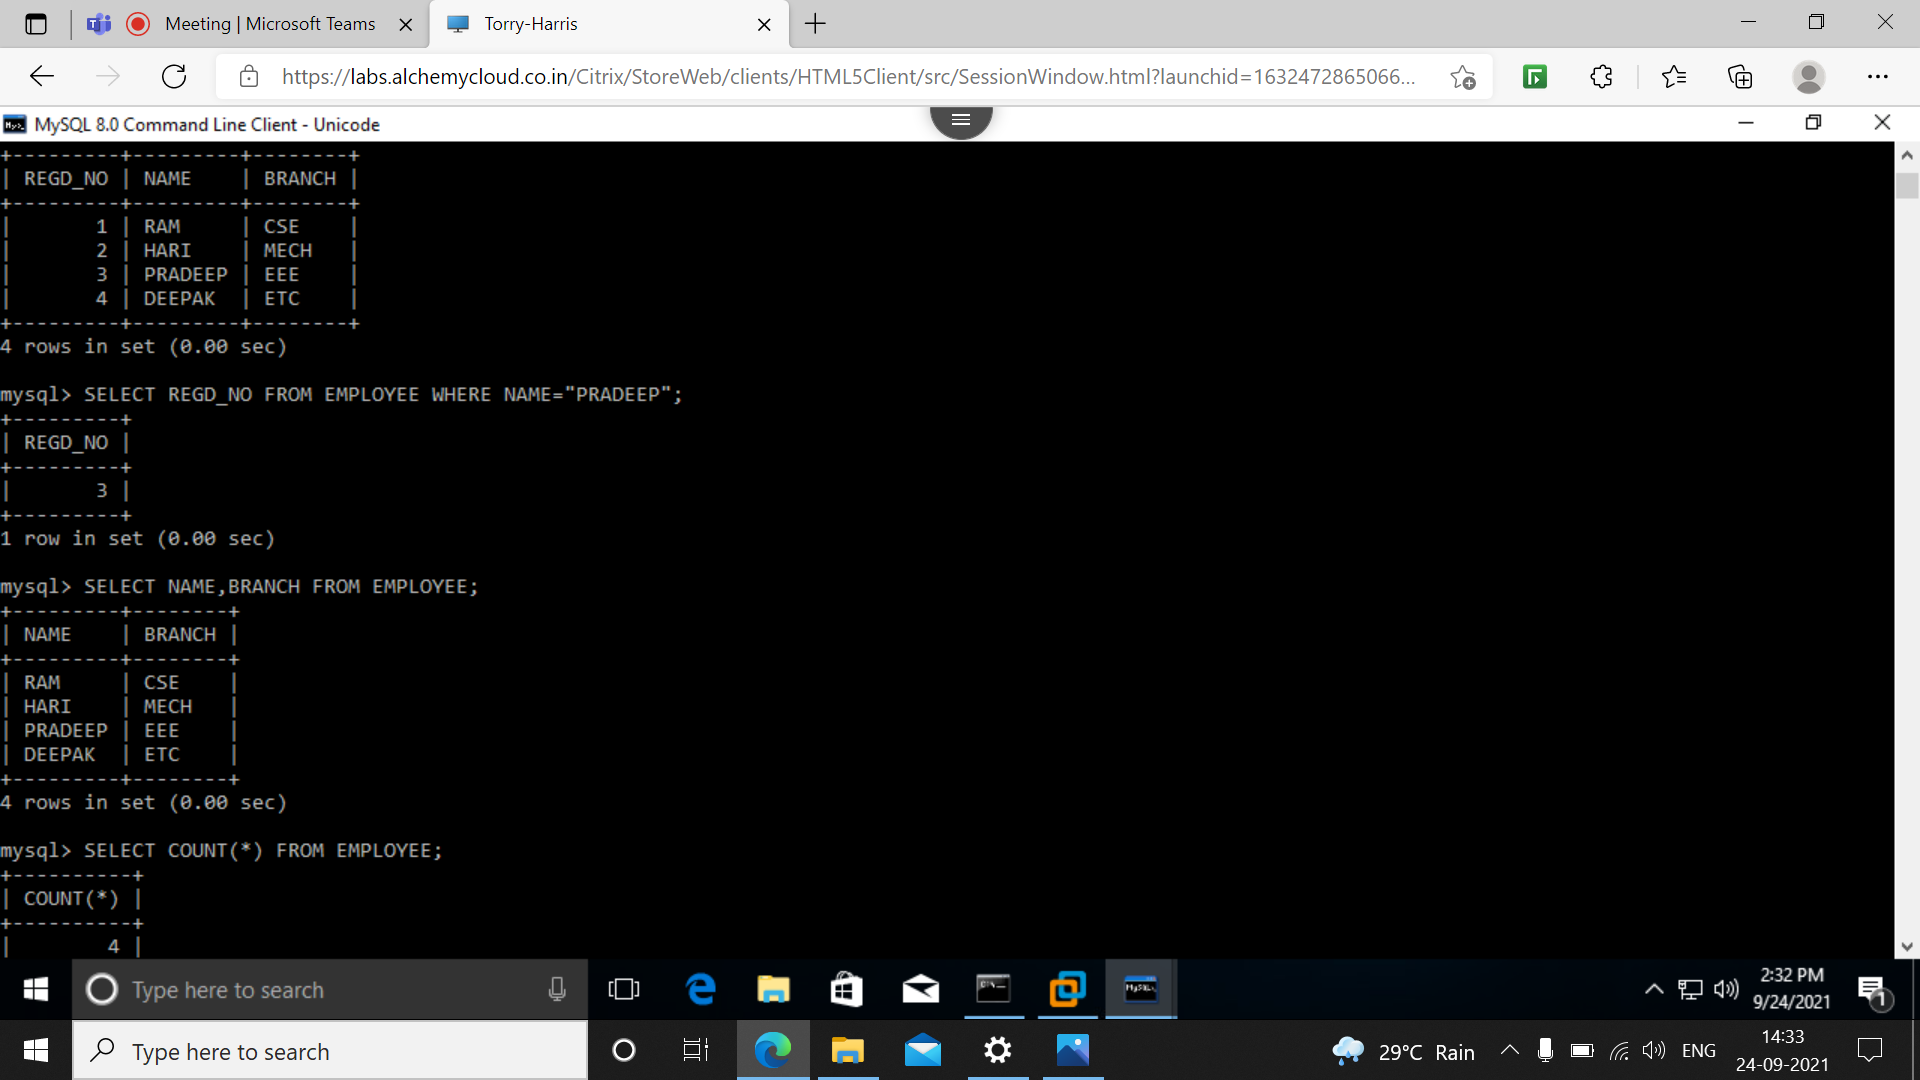 Meeting | Microsoft Teams
Torry-Harris
https://labs.alchemycloud.co.in/Citrix/StoreWeb/clients/HTML5Client/src/SessionWindow.html?launchid=1632472865066...
MySQL 8.0 Command Line Client - Unicode
+---------+---------+--------+
| REGD_NO | NAME    | BRANCH |
+---------+---------+--------+
|       1 | RAM     | CSE    |
|       2 | HARI    | MECH   |
|       3 | PRADEEP | EEE    |
|       4 | DEEPAK  | ETC    |
+---------+---------+--------+
4 rows in set (0.00 sec)
mysql> SELECT REGD_NO FROM EMPLOYEE WHERE NAME="PRADEEP";
+---------+
| REGD_NO |
+---------+
|       3 |
+---------+
1 row in set (0.00 sec)
mysql> SELECT NAME,BRANCH FROM EMPLOYEE;
+---------+--------+
| NAME    | BRANCH |
+---------+--------+
| RAM     | CSE    |
| HARI    | MECH   |
| PRADEEP | EEE    |
| DEEPAK  | ETC    |
+---------+--------+
4 rows in set (0.00 sec)
mysql> SELECT COUNT(*) FROM EMPLOYEE;
+----------+
| COUNT(*) |
+----------+
|        4 |
Type here to search
2:32 PM
9/24/2021
1
Type here to search
29°C Rain
ENG
14:33
24-09-2021